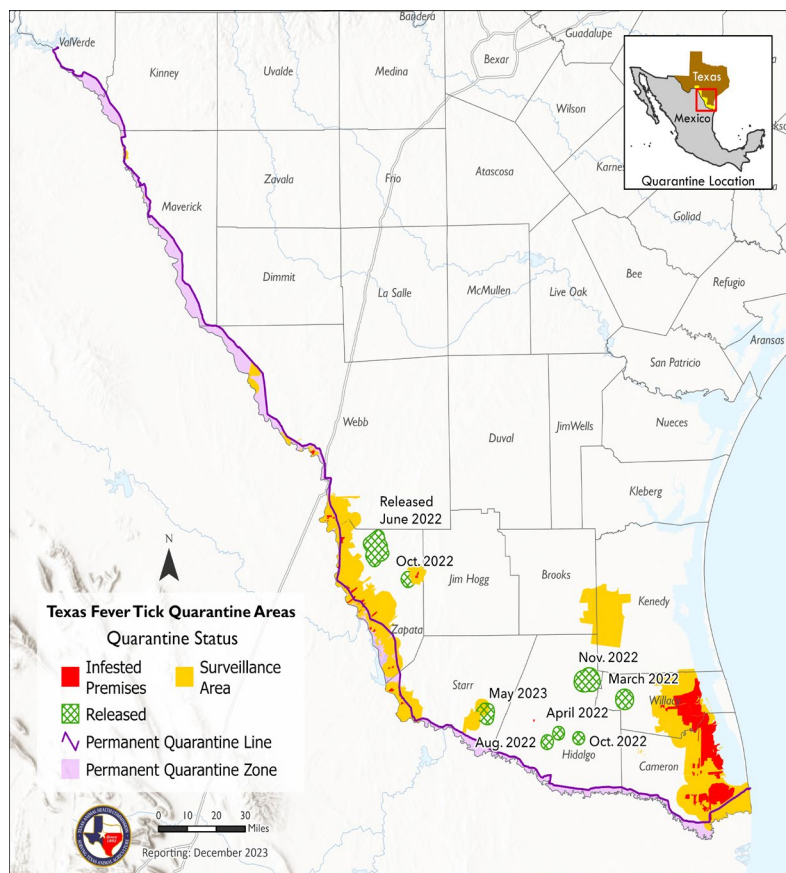 Bandera
Guadalupe
ValVerde
Kinney
Uvalde
Medina
Bexar
Wilson
Texas
Mexico
Quarantine Location
Karnes
Goliad
Maverick
Zavala
Frio
Atascosa
Bee
Refugio
Dimmit
La Salle
McMullen
Live Oak
Aransas
San Patricio
Webb
Duval
JimWells
Nueces
Kleberg
Released
June 2022
Oct. 2022
N
Jim Hogg
Brooks
Kenedy
Zapata
Nov. 2022
March 2022
Starr
May 2023
Willacy
April 2022
Aug. 2022
Oct. 2022
Hidalgo
Cameron
Texas Fever Tick Quarantine Areas
Quarantine Status
Infested
Premises
Surveillance
Area
Released
Permanent Quarantine Line
Permanent Quarantine Zone
0 10 20 30
Miles
Reporting: December 2023